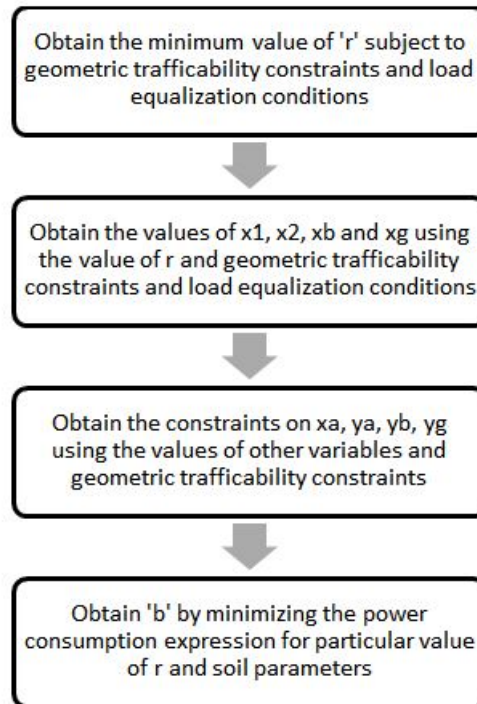 Obtain the minimum value of 'r' subject to
geometric trafficability constraints and load
equalization conditions
Obtain the values of x1, x2, xb and xg using
the value of r and geometric trafficability
constraints and load equalization conditions
Obtain the constraints on xa, ya, yb, yg
using the values of other variables and
geometric trafficability constraints
Obtain 'b' by minimizing the power
consumption expression for particular value
of r and soil parameters